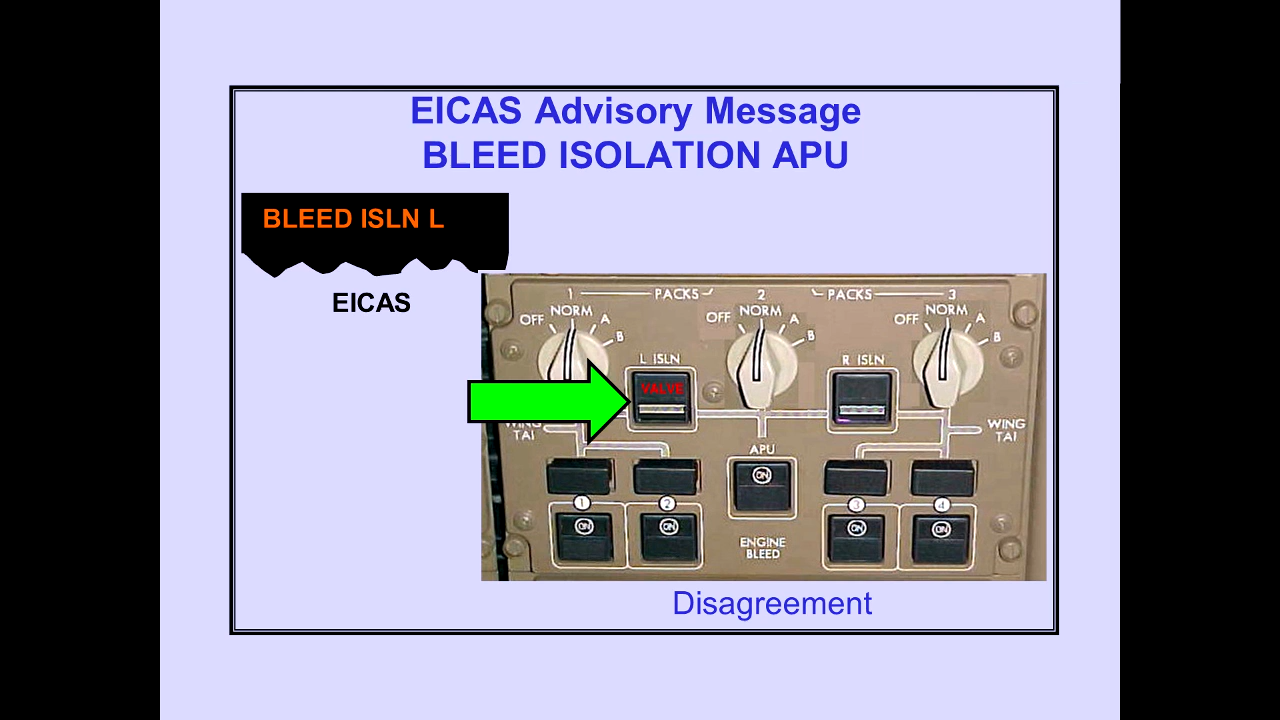 EICAS Advisory Message
BLEED ISOLATION APU
BLEED ISLN L
EICAS
1 PACKS 2 PACKS 3
NORM NORM NORM
OFF A OFF A OFF A
B B B
L ISLN R ISLN
VALVE
WING TAI
WING TAI
APU
ON
1 2 3 4
ON ON ON ON
ENGINE
BLEED
Disagreement